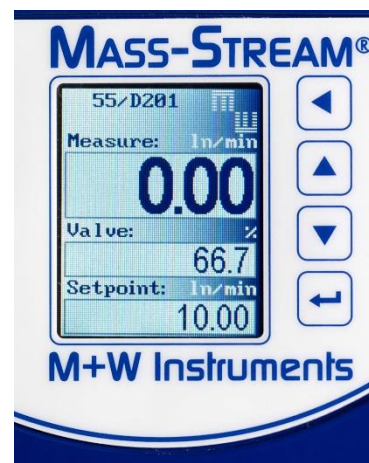 MASS-STREAM®
55/D201
Measure: ln/min
0.00
Valve: %
66.7
Setpoint: ln/min
10.00
M+W Instruments